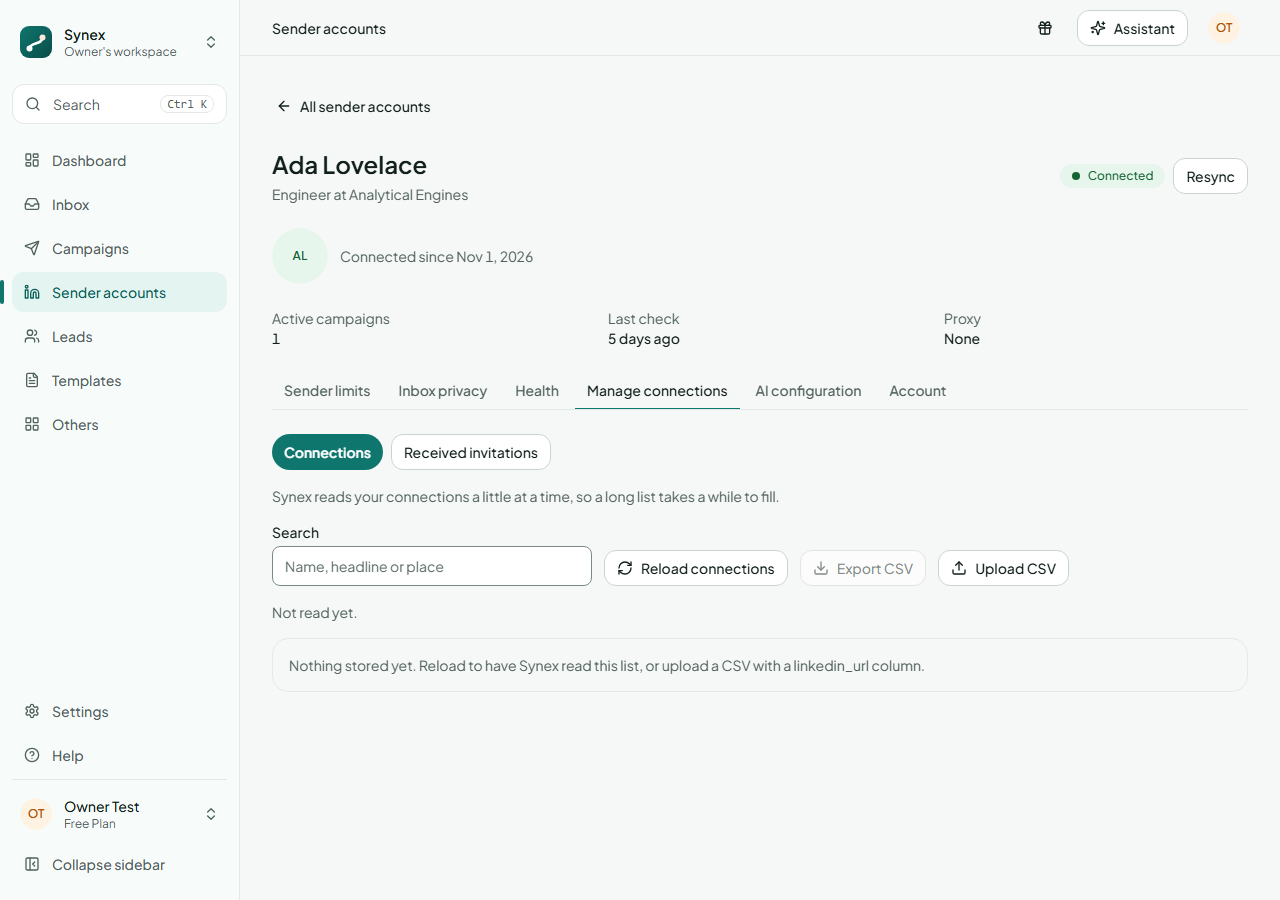 Synex
Owner's workspace
Search Ctrl K
Dashboard
Inbox
Campaigns
Sender accounts
Leads
Templates
Others
Settings
Help
OT Owner Test
Free Plan
Collapse sidebar
Sender accounts
Assistant
OT
All sender accounts
Ada Lovelace
Engineer at Analytical Engines
Connected
Resync
AL
Connected since Nov 1, 2026
Active campaigns
1
Last check
5 days ago
Proxy
None
Sender limits Inbox privacy Health Manage connections AI configuration Account
Connections Received invitations
Synex reads your connections a little at a time, so a long list takes a while to fill.
Search
Name, headline or place Reload connections Export CSV Upload CSV
Not read yet.
Nothing stored yet. Reload to have Synex read this list, or upload a CSV with a linkedin_url column.